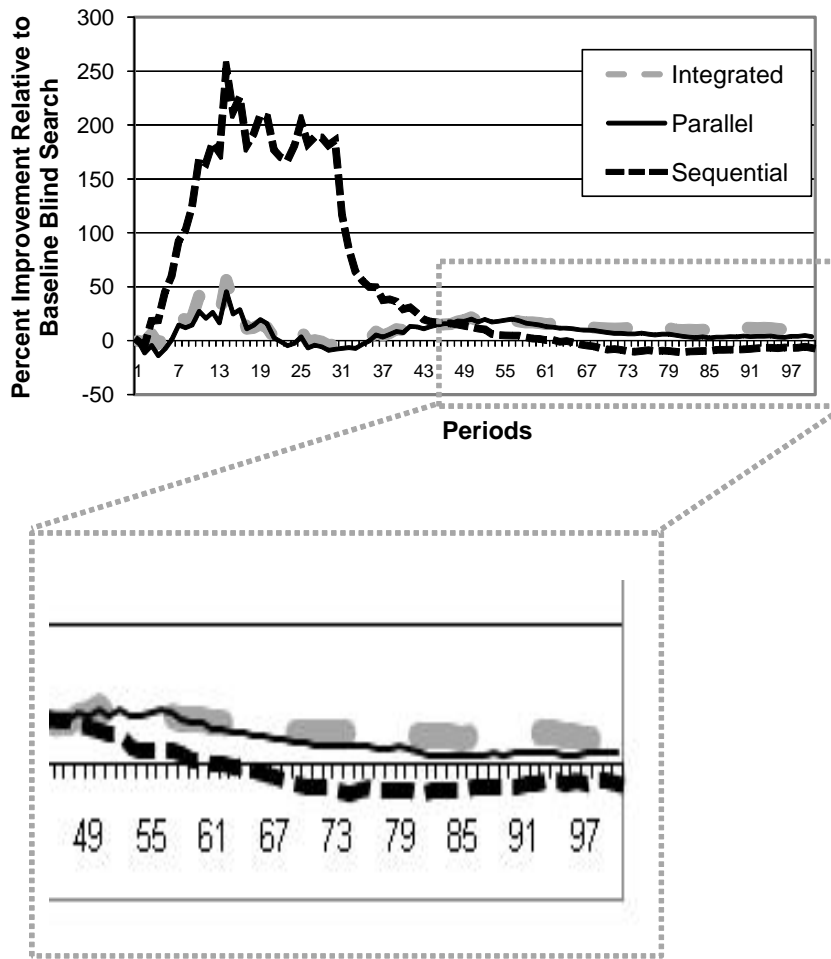 Percent Improvement Relative to
Baseline Blind Search
300
250
200
150
100
50
0
-50
Integrated
Parallel
Sequential
1 7 13 19 25 31 37 43 49 55 61 67 73 79 85 91 97
Periods
49 55 61 67 73 79 85 91 97